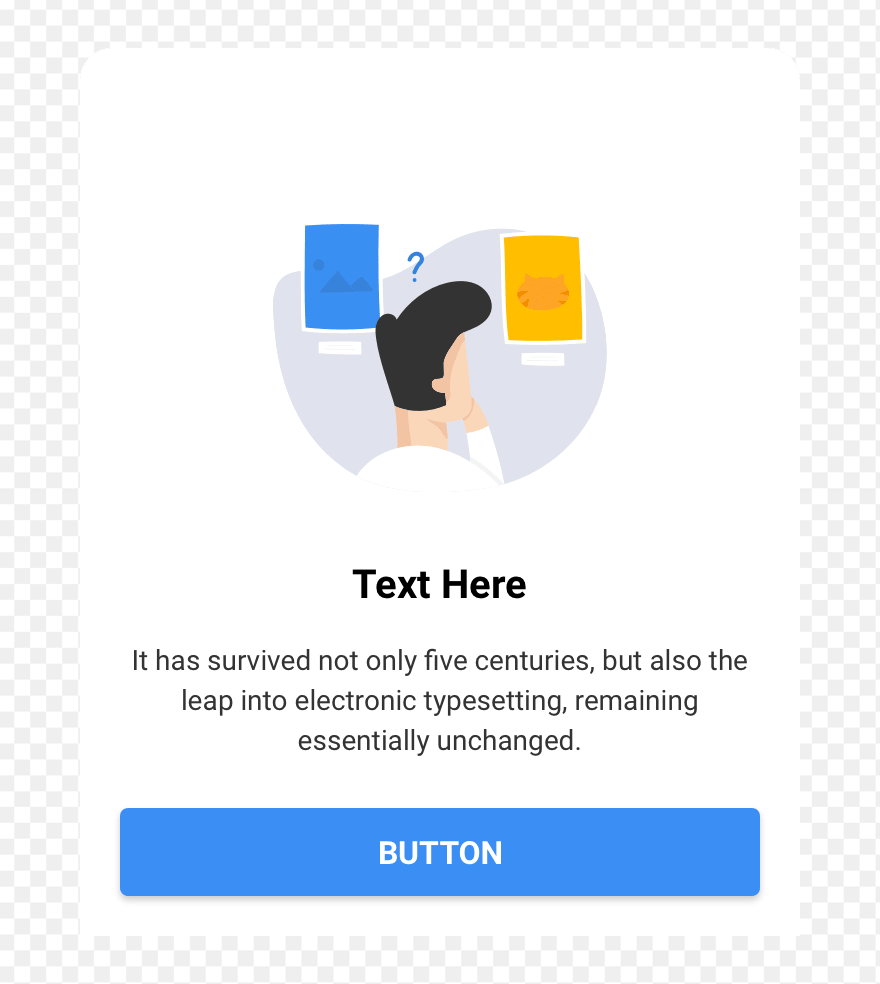 ?
Text Here
It has survived not only five centuries, but also the
leap into electronic typesetting, remaining
essentially unchanged.
BUTTON